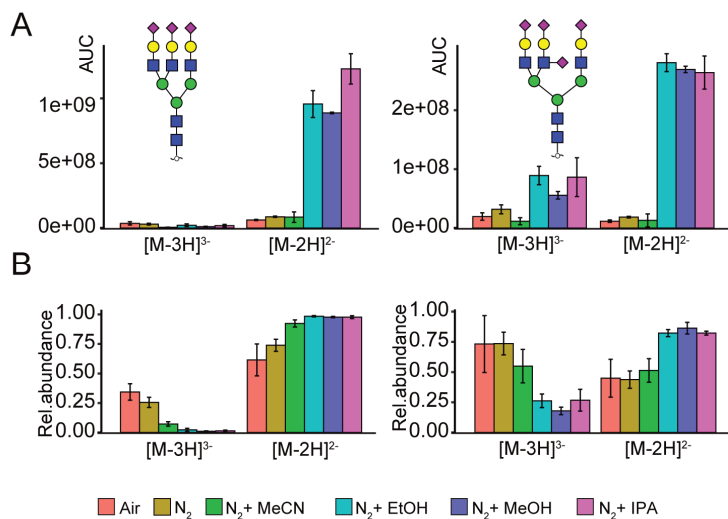 A
AUC
1e+09
5e+08
0e+00
[M-3H]³⁻
[M-2H]²⁻
AUC
2e+08
1e+08
0e+00
[M-3H]³⁻
[M-2H]²⁻
B
Rel.abundance
1.00
0.75
0.50
0.25
0.00
[M-3H]³⁻
[M-2H]²⁻
Rel.abundance
1.00
0.75
0.50
0.25
0.00
[M-3H]³⁻
[M-2H]²⁻
Air
N₂
N₂+ MeCN
N₂+ EtOH
N₂+ MeOH
N₂+ IPA